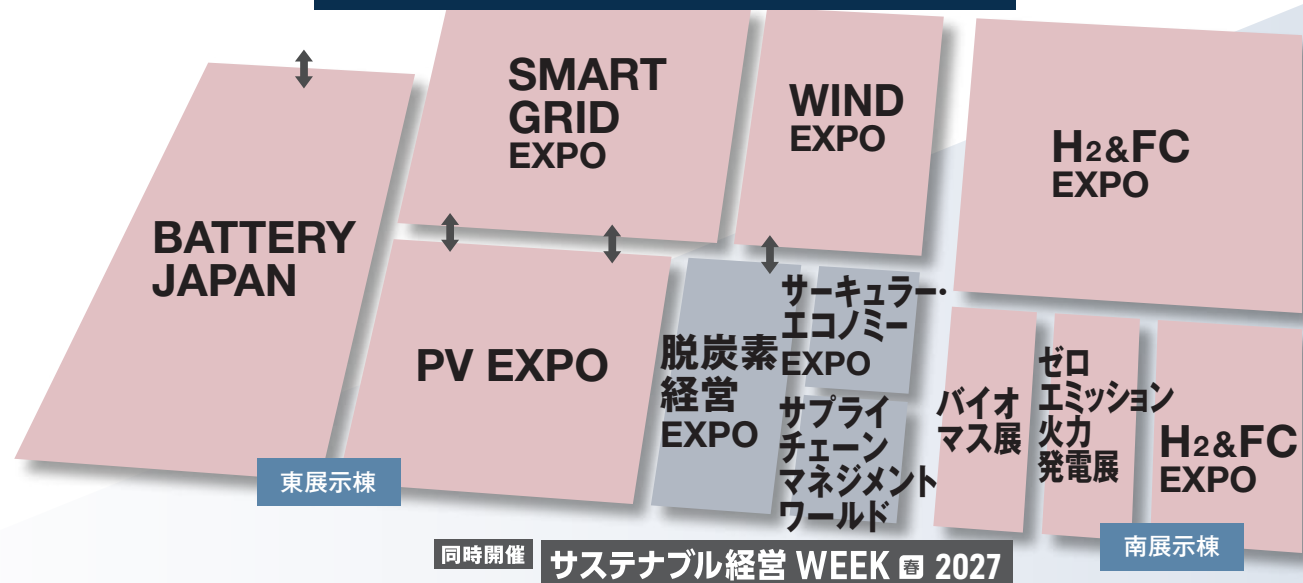 SMART
GRID
EXPO
WIND
EXPO
H2&FC
EXPO
BATTERY
JAPAN
PV EXPO
脱炭素
経営
EXPO
サーキュラー・
エコノミー
EXPO
サプライ
チェーン
マネジメント
ワールド
バイオ
マス展
ゼロ
エミッション
火力
発電展
H2&FC
EXPO
東展示棟
南展示棟
同時開催 サステナブル経営 WEEK 春 2027